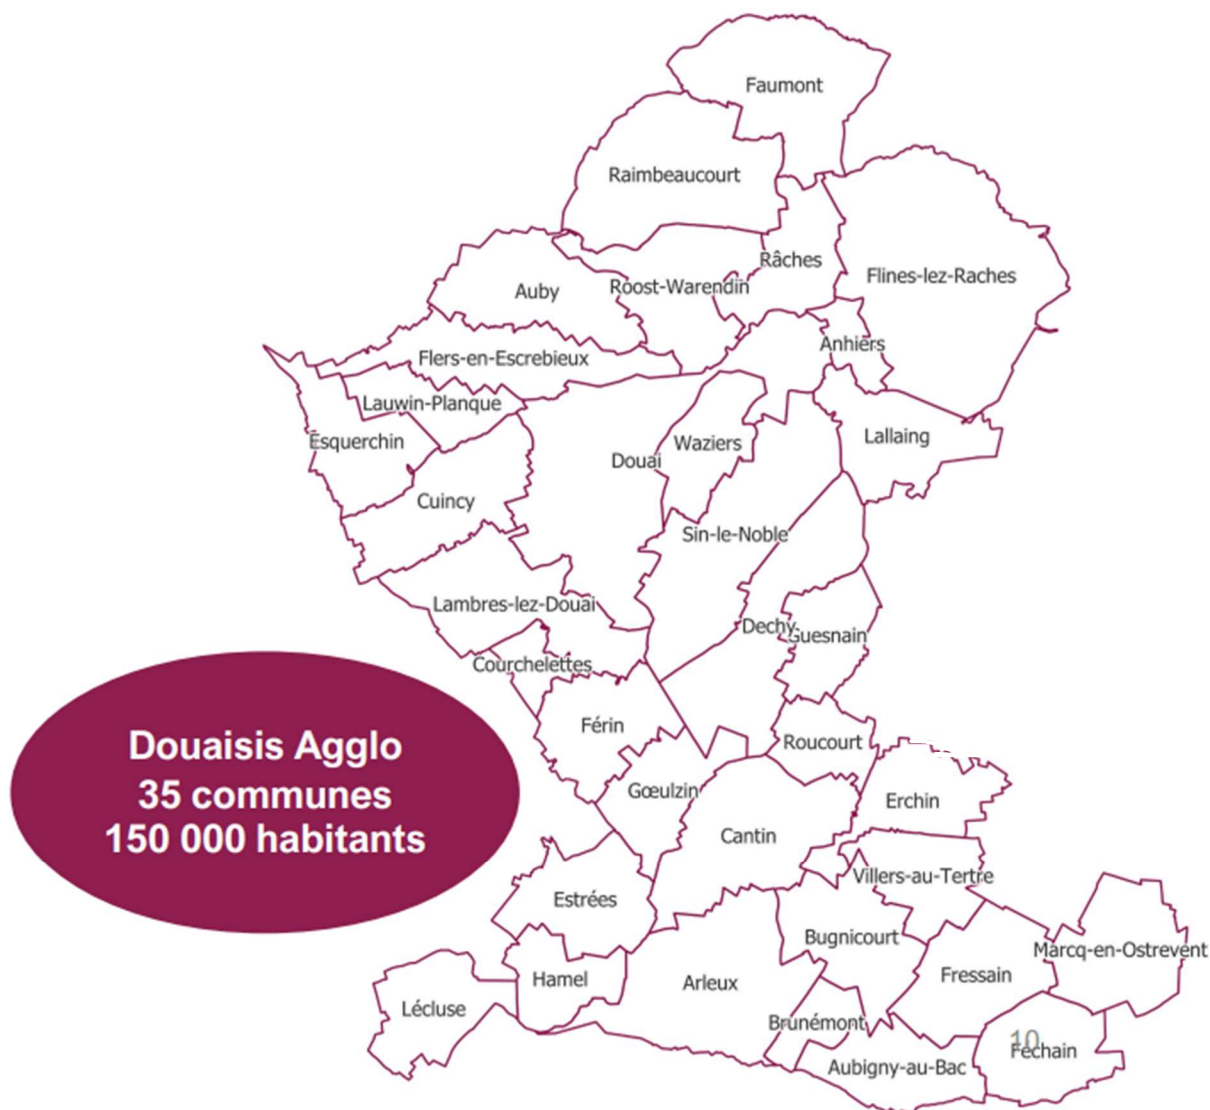 Faumont
Raimbeaucourt
Râches
Flines-lez-Raches
Roost-Warendin
Auby
Anhiers
Flers-en-Escrebieux
Lauwin-Planque
Esquerchin
Lallaing
Waziers
Douai
Cuincy
Sin-le-Noble
Lambres-lez-Douai
Dechy
Guesnain
Courchelettes
Férin
Roucourt
Douaisis Agglo
35 communes
150 000 habitants
Gœulzin
Erchin
Cantin
Villers-au-Tertre
Estrées
Bugnicourt
Marcq-en-Ostrevent
Fressain
Hamel
Arleux
Lécluse
Brunémont
10
Féchain
Aubigny-au-Bac